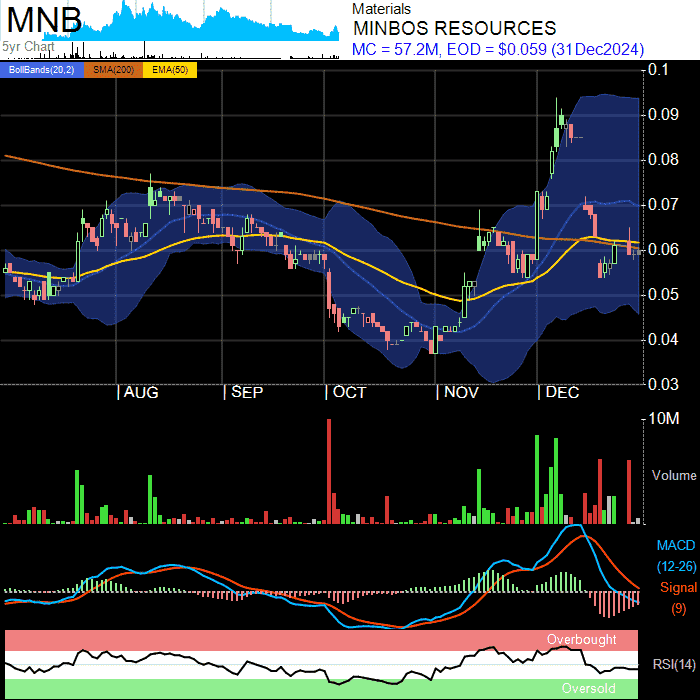 MNB
5yr Chart
Materials
MINBOS RESOURCES
MC = 57.2M, EOD = $0.059 (31Dec2024)
BollBands(20,2) SMA(200) EMA(50)
0.1
0.09
0.08
0.07
0.06
0.05
0.04
0.03
AUG SEP OCT NOV DEC
10M
Volume
MACD
(12-26)
Signal
(9)
Overbought
RSI(14)
Oversold